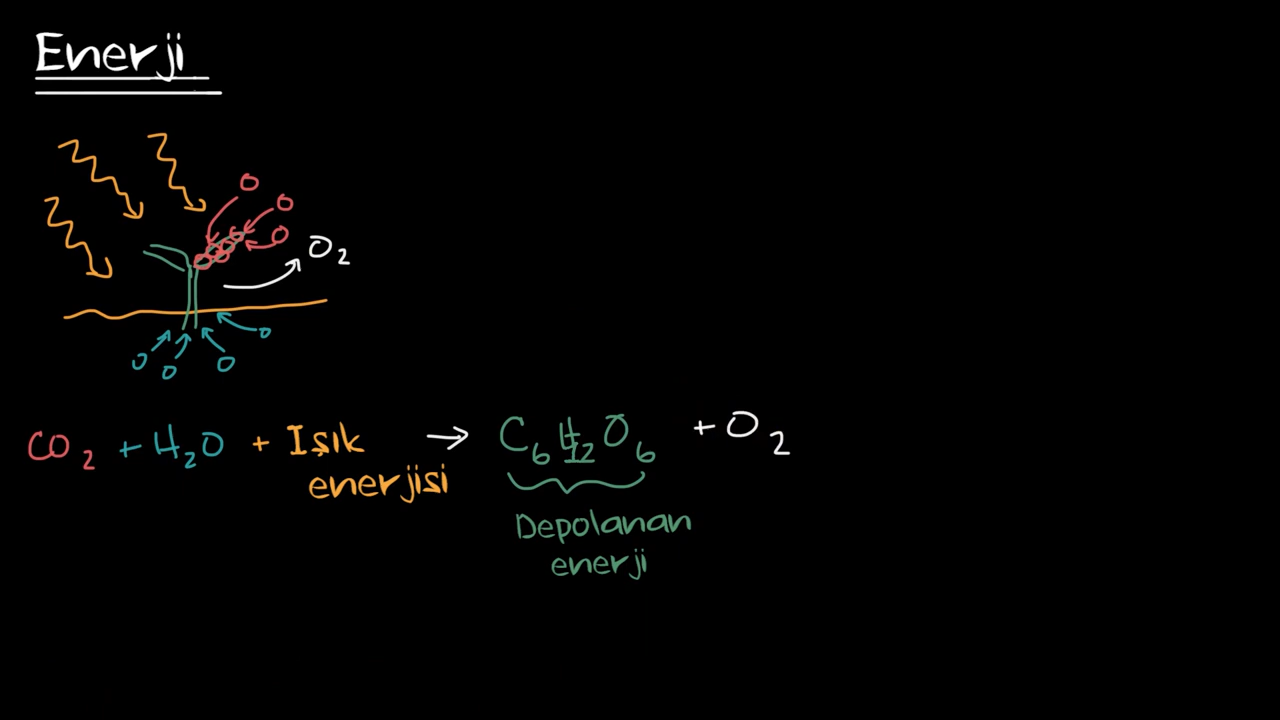 Enerji
O₂
CO₂ + H₂O + Işık enerjisi → C₆H₁₂O₆ + O₂
Depolanan
enerji